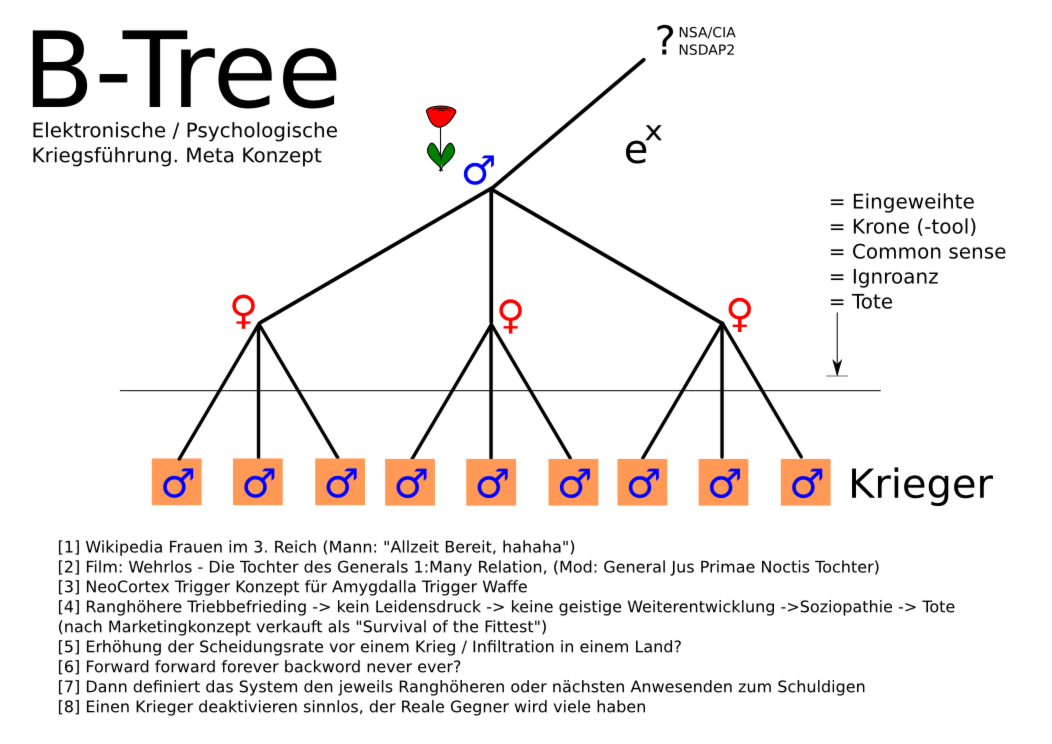 B-Tree
Elektronische / Psychologische
Kriegsführung. Meta Konzept
? NSA/CIA
NSDAP2
eˣ
= Eingeweihte
= Krone (-tool)
= Common sense
= Ignroanz
= Tote
Krieger
[1] Wikipedia Frauen im 3. Reich (Mann: "Allzeit Bereit, hahaha")
[2] Film: Wehrlos - Die Tochter des Generals 1:Many Relation, (Mod: General Jus Primae Noctis Tochter)
[3] NeoCortex Trigger Konzept für Amygdalla Trigger Waffe
[4] Ranghöhere Triebbefrieding -> kein Leidensdruck -> keine geistige Weiterentwicklung ->Soziopathie -> Tote
(nach Marketingkonzept verkauft als "Survival of the Fittest")
[5] Erhöhung der Scheidungsrate vor einem Krieg / Infiltration in einem Land?
[6] Forward forward forever backword never ever?
[7] Dann definiert das System den jeweils Ranghöheren oder nächsten Anwesenden zum Schuldigen
[8] Einen Krieger deaktivieren sinnlos, der Reale Gegner wird viele haben